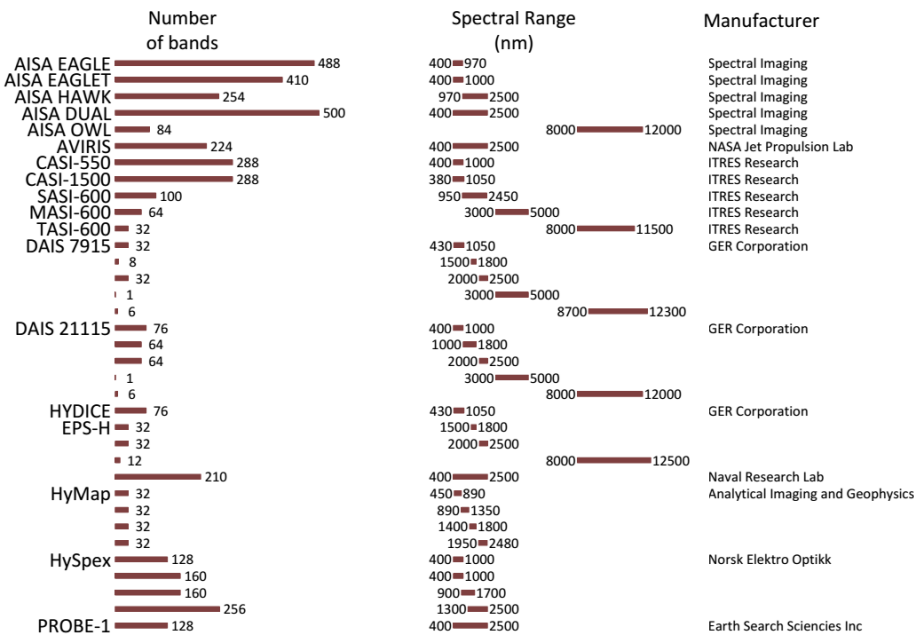 Number of bands Spectral Range (nm) Manufacturer
AISA EAGLE 488 400 970 Spectral Imaging
AISA EAGLET 410 400 1000 Spectral Imaging
AISA HAWK 254 970 2500 Spectral Imaging
AISA DUAL 500 400 2500 Spectral Imaging
AISA OWL 84 8000 12000 Spectral Imaging
AVIRIS 224 400 2500 NASA Jet Propulsion Lab
CASI-550 288 400 1000 ITRES Research
CASI-1500 288 380 1050 ITRES Research
SASI-600 100 950 2450 ITRES Research
MASI-600 64 3000 5000 ITRES Research
TASI-600 32 8000 11500 ITRES Research
DAIS 7915 32 430 1050 GER Corporation
8 1500 1800
32 2000 2500
1 3000 5000
6 8700 12300
DAIS 21115 76 400 1000 GER Corporation
64 1000 1800
64 2000 2500
1 3000 5000
6 8000 12000
HYDICE 76 430 1050 GER Corporation
EPS-H 32 1500 1800
32 2000 2500
12 8000 12500
210 400 2500 Naval Research Lab
HyMap 32 450 890 Analytical Imaging and Geophysics
32 890 1350
32 1400 1800
32 1950 2480
HySpex 128 400 1000 Norsk Elektro Optikk
160 400 1000
160 900 1700
256 1300 2500
PROBE-1 128 400 2500 Earth Search Sciencies Inc